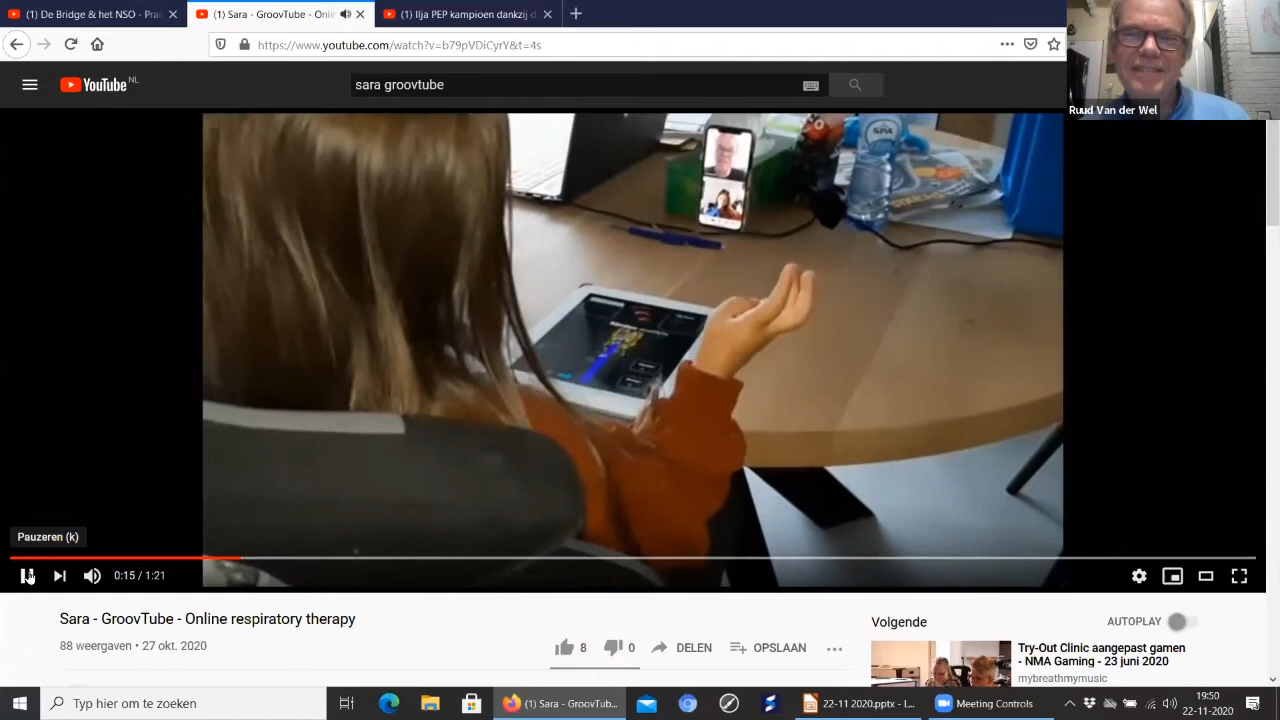 (1) De Bridge & het NSO - Pra
(1) Sara - GroovTube - Onli
(1) Ilja PEP kampioen dankzij d
https://www.youtube.com/watch?v=b79pVDiCyrY&t=4s
YouTube NL
sara groovtube
Ruud Van der Wel
SPA
Pauzeren (k)
0:15 / 1:21
Sara - GroovTube - Online respiratory therapy
88 weergaven • 27 okt. 2020
8
0
DELEN
OPSLAAN
Volgende
AUTOPLAY
Try-Out Clinic aangepast gamen
- NMA Gaming - 23 juni 2020
mybreathmymusic
Typ hier om te zoeken
(1) Sara - GroovTub...
22-11 2020.pptx - L...
Meeting Controls
19:50
22-11-2020